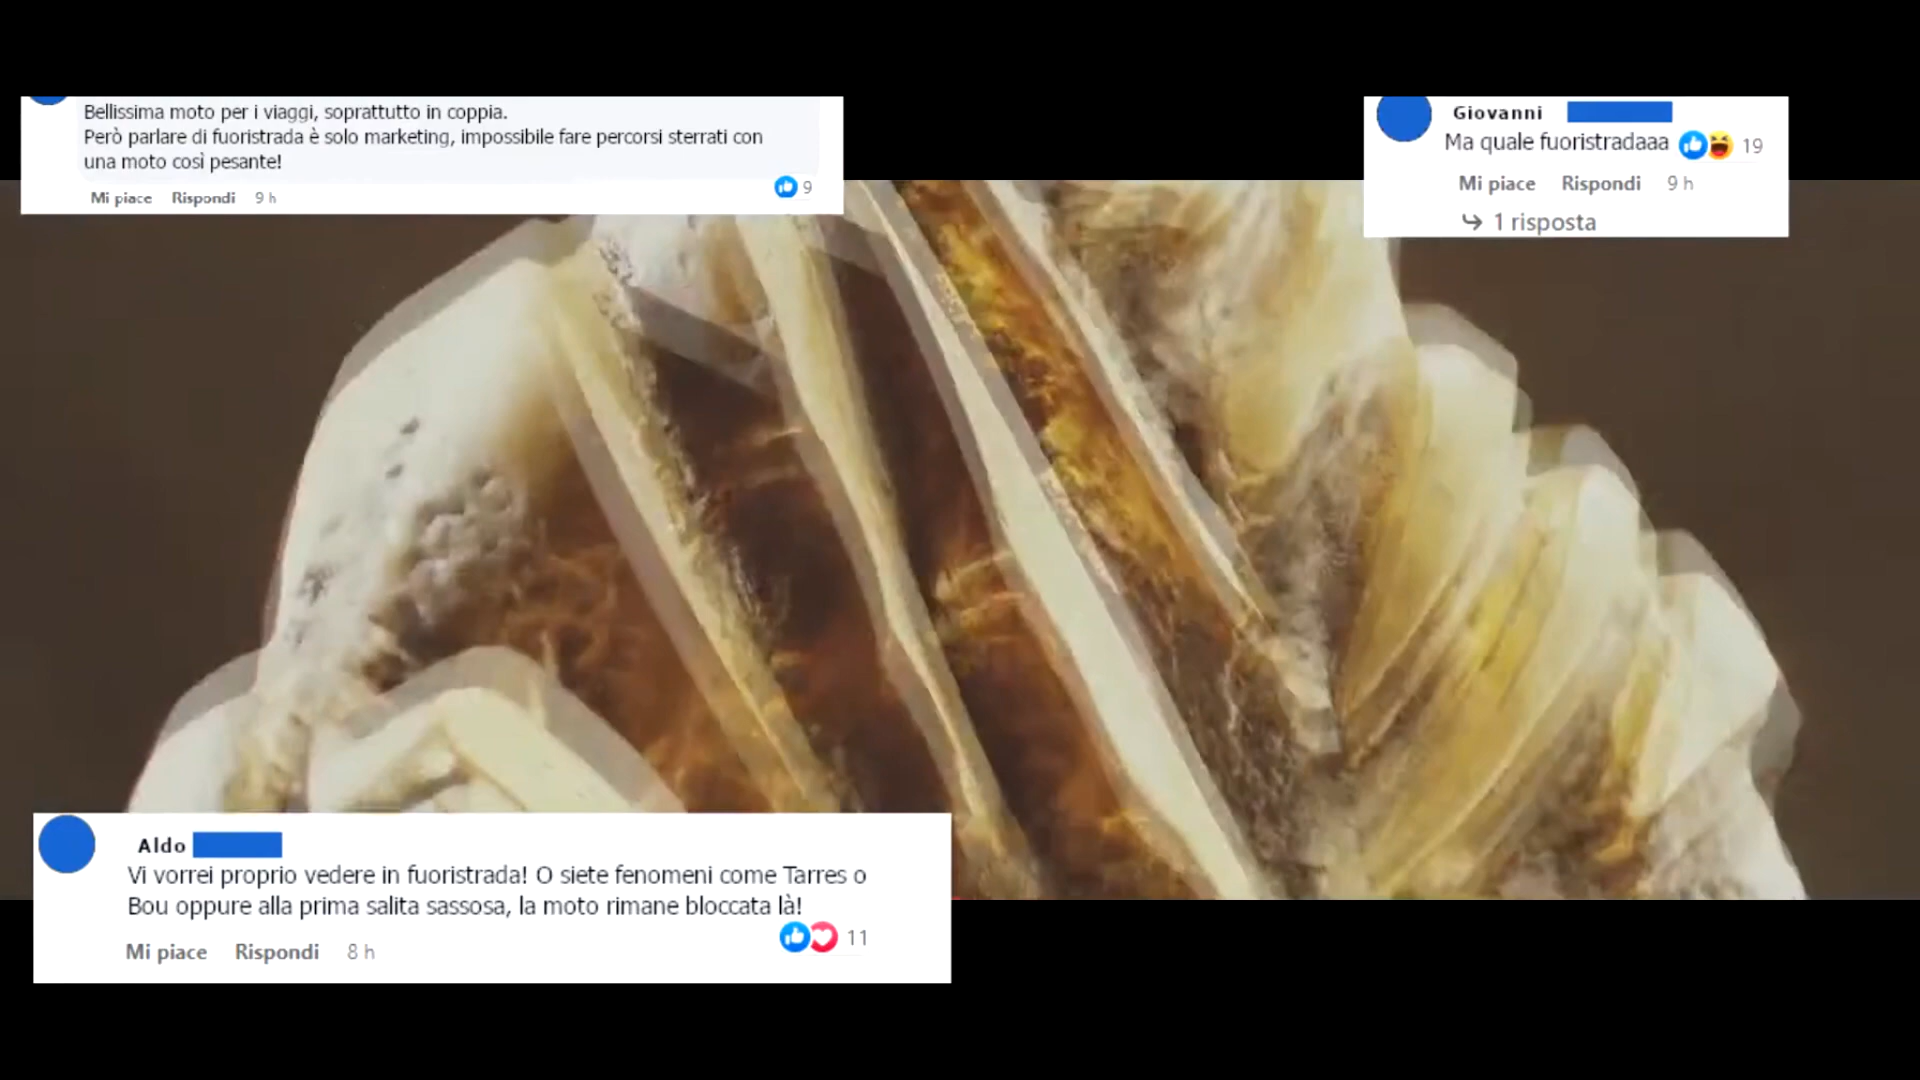 Bellissima moto per i viaggi, soprattutto in coppia.
Però parlare di fuoristrada è solo marketing, impossibile fare percorsi sterrati con
una moto così pesante!
Mi piace Rispondi 9 h
9
Giovanni
Ma quale fuoristradaaa 19
Mi piace Rispondi 9 h
1 risposta
Aldo
Vi vorrei proprio vedere in fuoristrada! O siete fenomeni come Tarres o
Bou oppure alla prima salita sassosa, la moto rimane bloccata là!
11
Mi piace Rispondi 8 h